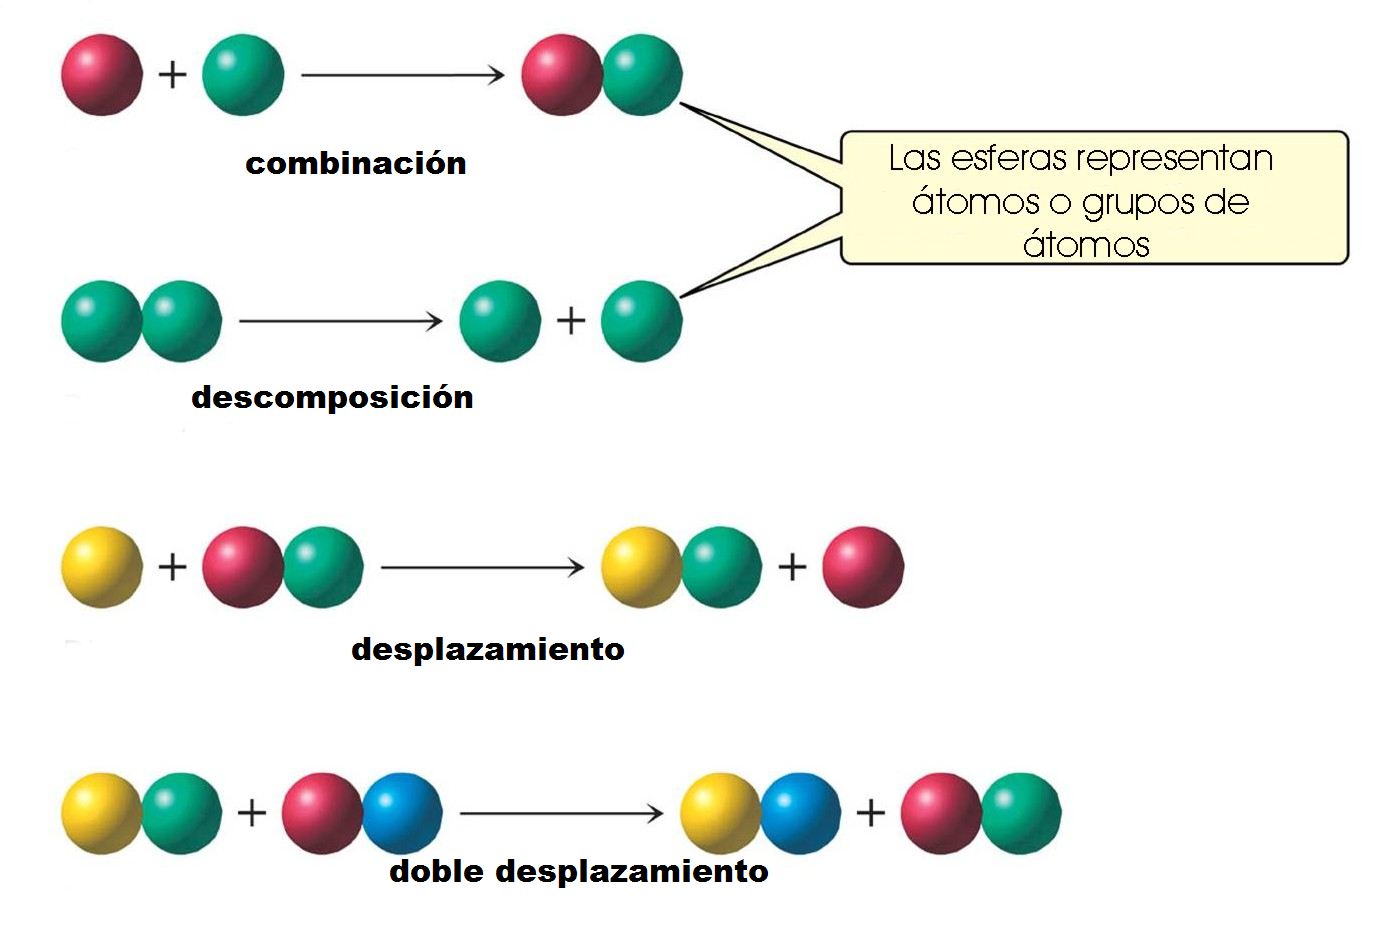 +
combinación
Las esferas representan
átomos o grupos de
átomos
+
descomposición
+ +
desplazamiento
+ +
doble desplazamiento